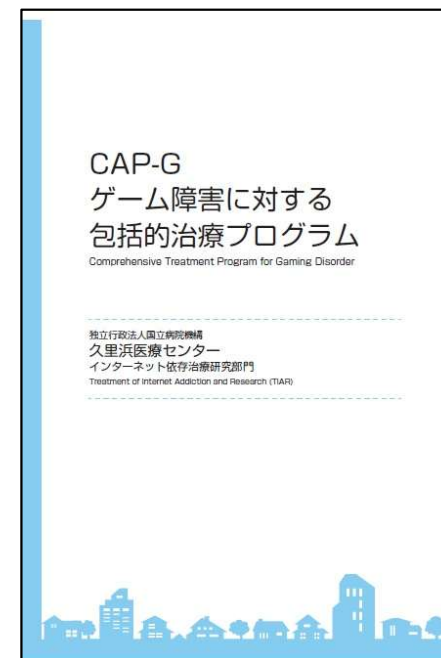 CAP-G
ゲーム障害に対する
包括的治療プログラム
Comprehensive Treatment Program for Gaming Disorder
独立行政法人国立病院機構
久里浜医療センター
インターネット依存治療研究部門
Treatment of Internet Addiction and Research (TIAR)